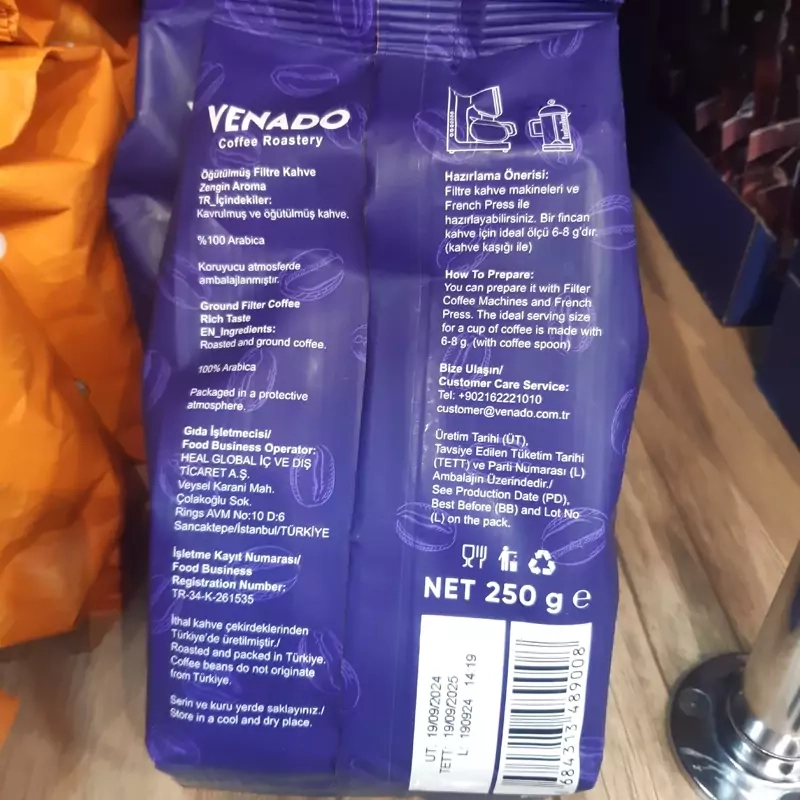 VENADO
Coffee Roastery
Öğütülmüş Filtre Kahve
Zengin Aroma
TR_İçindekiler:
Kavrulmuş ve öğütülmüş kahve.
%100 Arabica
Koruyucu atmosferde
ambalajlanmıştır.
Ground Filter Coffee
Rich Taste
EN_Ingredients:
Roasted and ground coffee.
100% Arabica
Packaged in a protective
atmosphere.
Gıda İşletmecisi/
Food Business Operator:
HEAL GLOBAL İÇ VE DIŞ
TİCARET A.Ş.
Veysel Karani Mah.
Çolakoğlu Sok.
Rings AVM No:10 D:6
Sancaktepe/İstanbul/TÜRKİYE
İşletme Kayıt Numarası/
Food Business
Registration Number:
TR-34-K-261535
İthal kahve çekirdeklerinden
Türkiye'de üretilmiştir./
Roasted and packed in Türkiye.
Coffee beans do not originate
from Türkiye.
Serin ve kuru yerde saklayınız./
Store in a cool and dry place.
Hazırlama Önerisi:
Filtre kahve makineleri ve
French Press ile
hazırlayabilirsiniz. Bir fincan
kahve için ideal ölçü 6-8 g'dır.
(kahve kaşığı ile)
How To Prepare:
You can prepare it with Filter
Coffee Machines and French
Press. The ideal serving size
for a cup of coffee is made with
6-8 g. (with coffee spoon)
Bize Ulaşın/
Customer Care Service:
Tel: +902162221010
customer@venado.com.tr
Üretim Tarihi (ÜT),
Tavsiye Edilen Tüketim Tarihi
(TETT) ve Parti Numarası (L)
Ambalajın Üzerindedir./
See Production Date (PD),
Best Before (BB) and Lot No
(L) on the pack.
NET 250 g e
ÜT: 19/09/2024
TETT: 19/09/2025
L: 190924 14:19
8684313489008